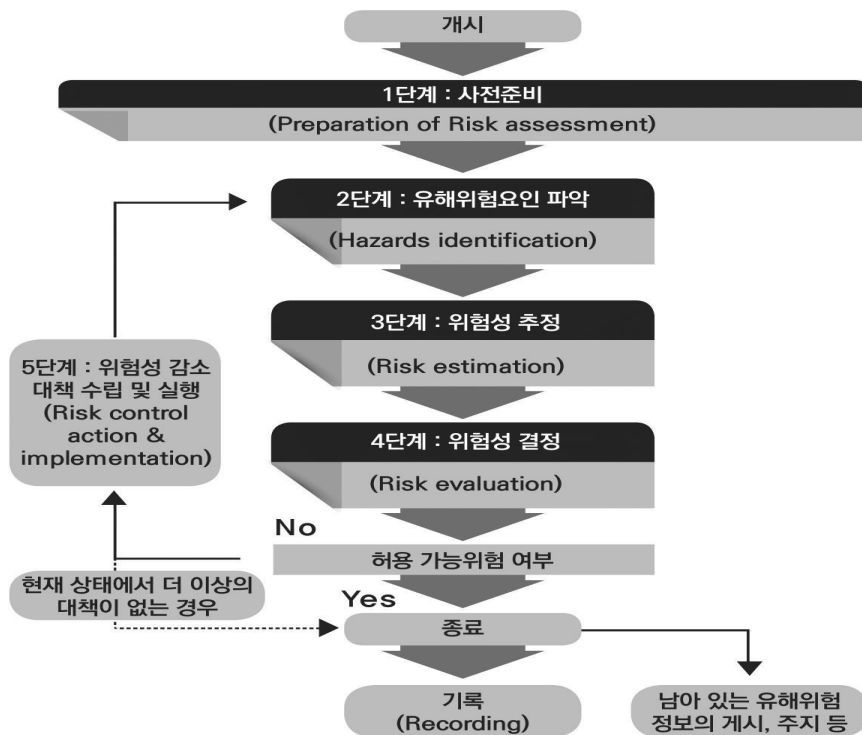 개시
1단계 : 사전준비
(Preparation of Risk assessment)
2단계 : 유해위험요인 파악
(Hazards identification)
3단계 : 위험성 추정
(Risk estimation)
5단계 : 위험성 감소
대책 수립 및 실행
(Risk control
action &
implementation)
4단계 : 위험성 결정
(Risk evaluation)
No
허용 가능위험 여부
현재 상태에서 더 이상의
대책이 없는 경우
Yes
종료
기록
(Recording)
남아 있는 유해위험
정보의 게시, 주지 등